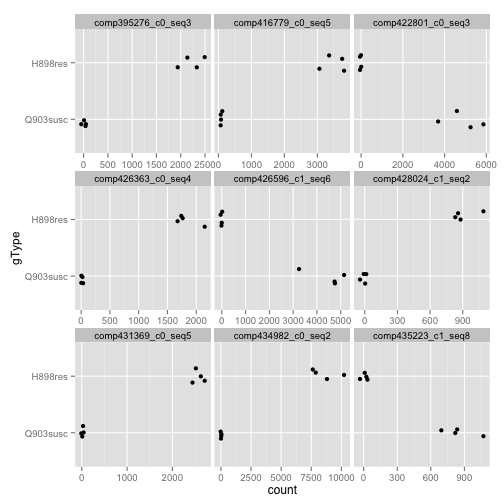 comp395276_c0_seq3 comp416779_c0_seq5 comp422801_c0_seq3
H898res
Q903susc
0 500 1000 1500 2000 2500 0 1000 2000 3000 0 2000 4000 6000
comp426363_c0_seq4 comp426596_c1_seq6 comp428024_c1_seq2
H898res
Q903susc
0 500 1000 1500 2000 0 1000 2000 3000 4000 5000 0 300 600 900
comp431369_c0_seq5 comp434982_c0_seq2 comp435223_c1_seq8
H898res
Q903susc
0 1000 2000 0 2500 5000 7500 10000 0 300 600 900
gType
count